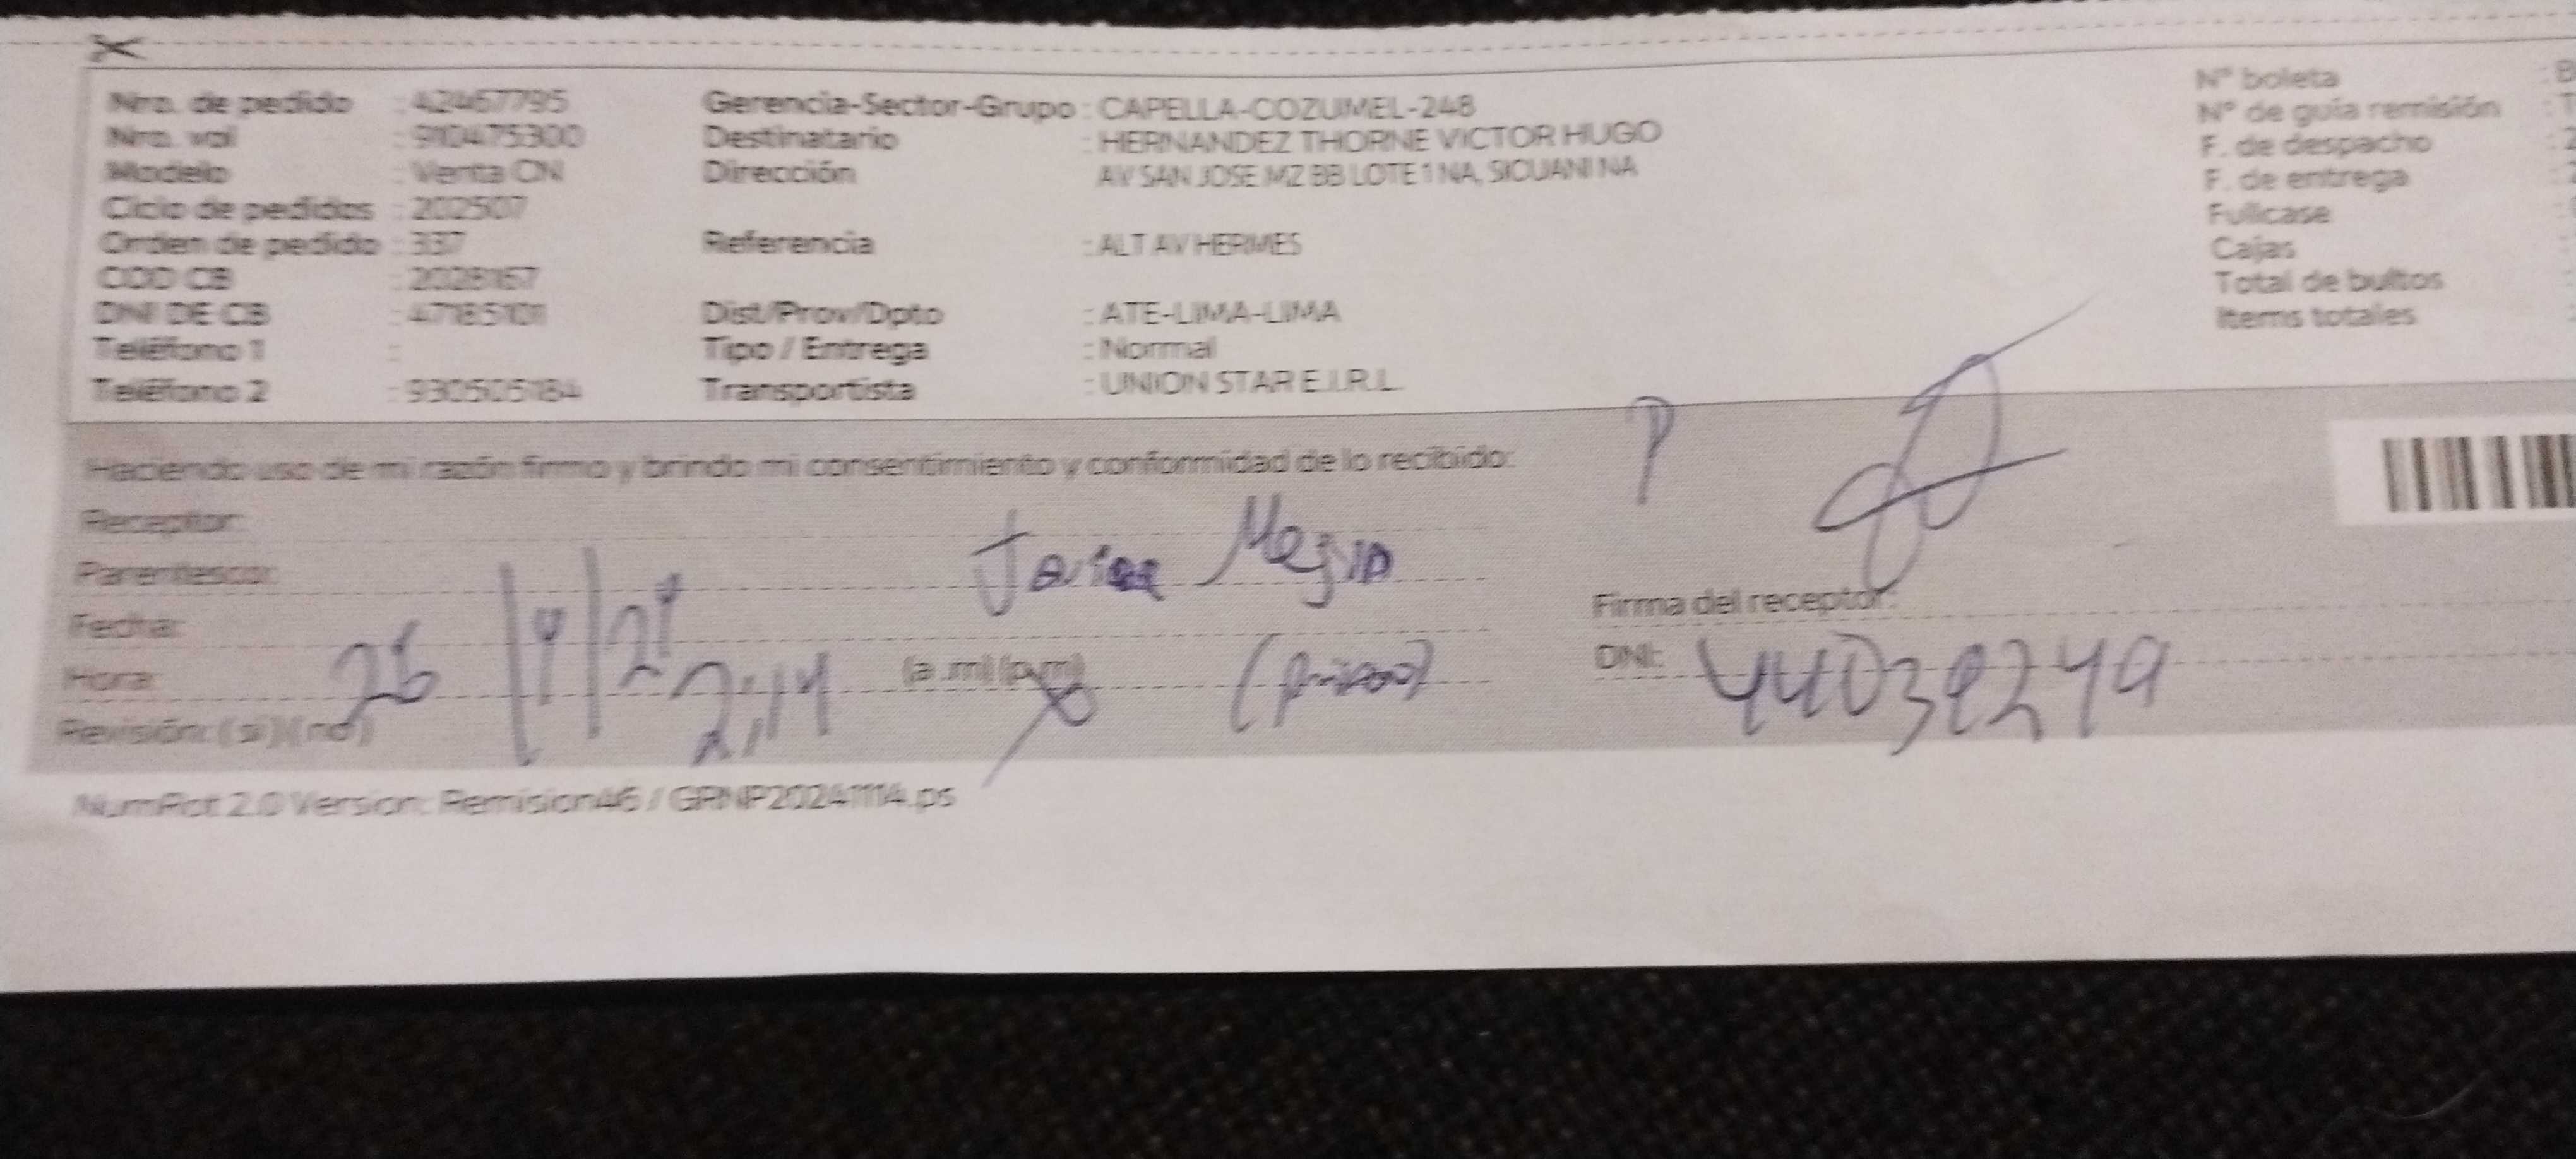 Nro. de pedido : 42467795 Gerencia-Sector-Grupo : CAPELLA-COZUMEL-248 N° boleta : B
Nro. vol : 910475300 Destinatario : HERNANDEZ THORNE VICTOR HUGO N° de guía remisión
Modelo : Venta CN Dirección AV SAN JOSE MZ BB LOTE 1 NA, SICUANI NA F. de despacho : 2
Ciclo de pedidos : 202507 F. de entrega
Orden de pedido : 337 Referencia : ALT AV HERMES Fullcase
COD CB : 2028167 Cajas
DNI DE CB : 47185101 Dist/Prov/Dpto : ATE-LIMA-LIMA Total de bultos
Teléfono 1 : Tipo / Entrega : Normal Items totales
Teléfono 2 : 930505184 Transportista : UNION STAR E.I.R.L.
Haciendo uso de mi razón firmo y brindo mi consentimiento y conformidad de lo recibido: P
Receptor:
Parentesco: Mejia
Fecha: 26 Firma del receptor:
Hora: 2:14 (a.m) (p.m) (primo) DNI:
Revisión: (si) (no)
NumRot 2.0 Version: Remision46 / GRNP20241114.ps